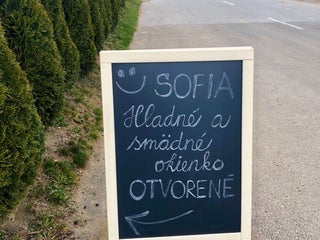 SOFIA
Hladné a
smädné
okienko
OTVORENÉ